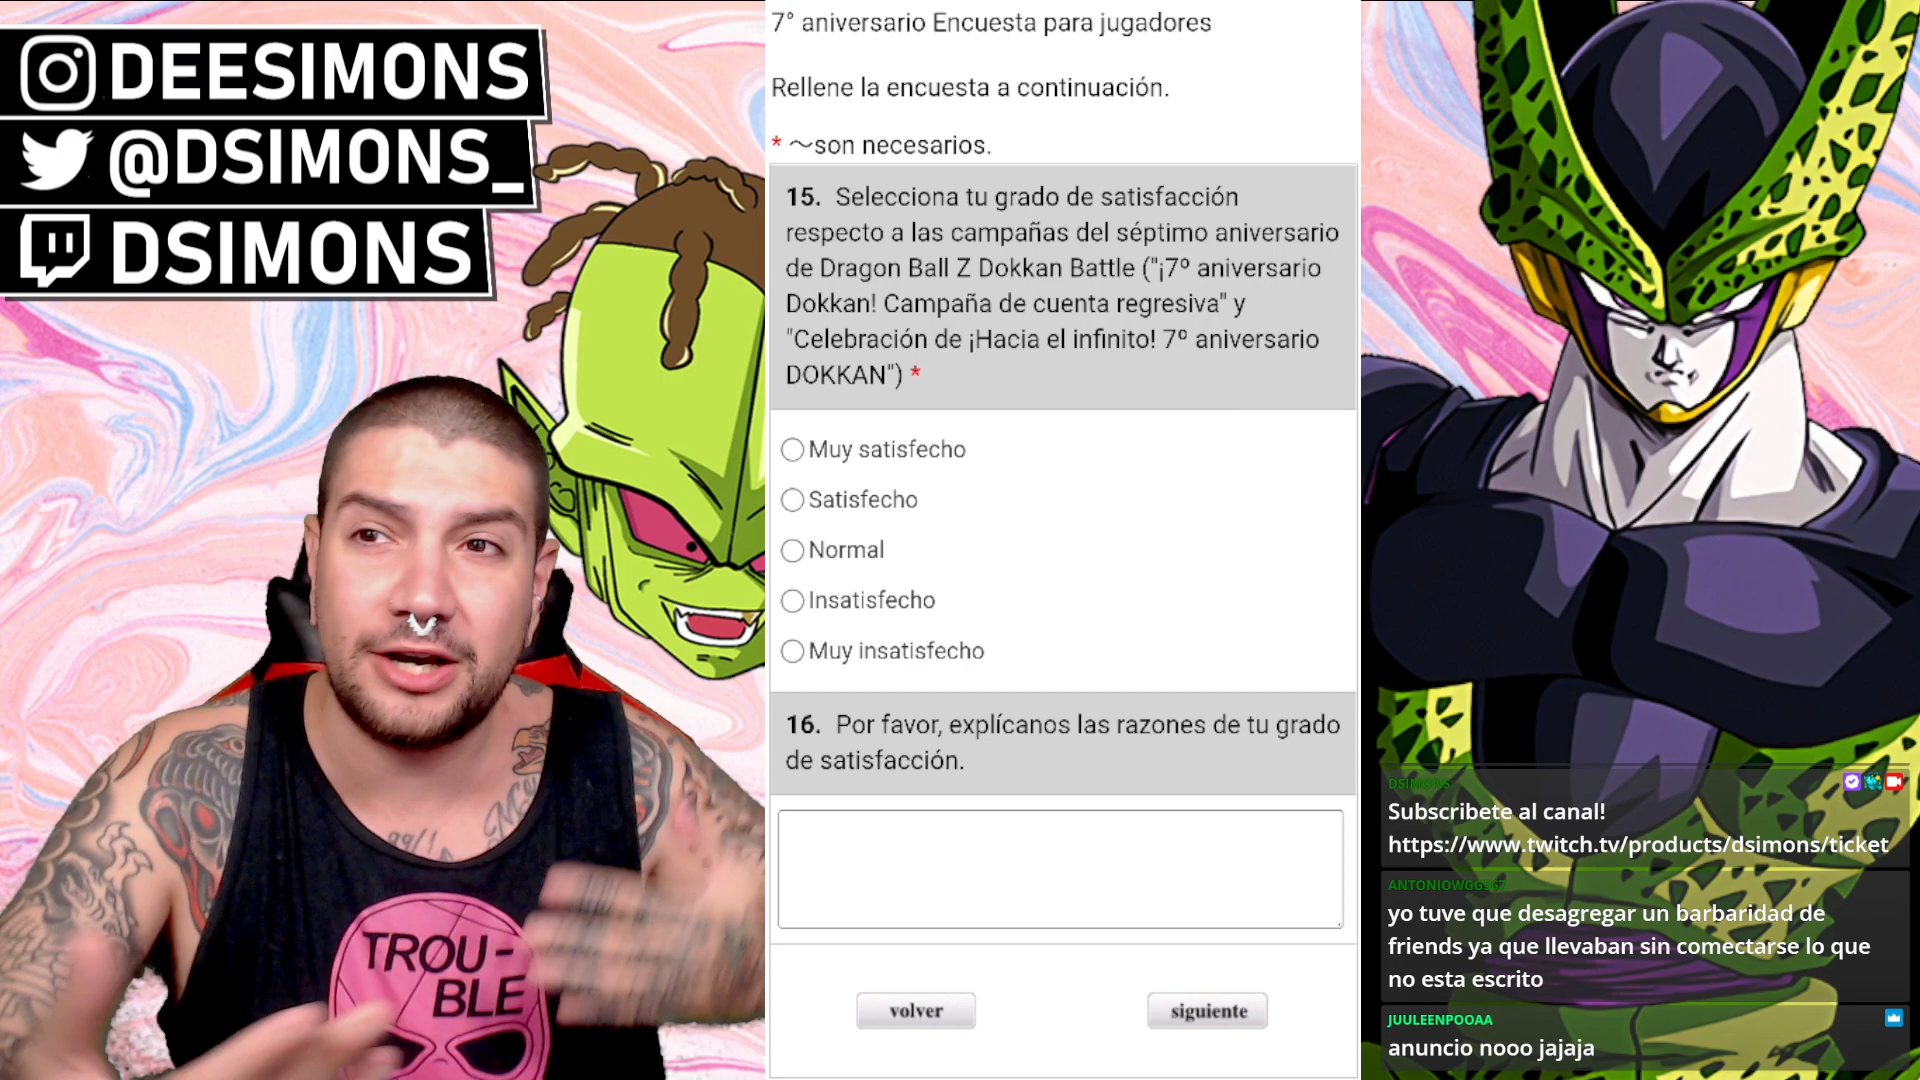 DEESIMONS
@DSIMONS_
DSIMONS
TROU-
BLE
7° aniversario Encuesta para jugadores
Rellene la encuesta a continuación.
* ～son necesarios.
15. Selecciona tu grado de satisfacción
respecto a las campañas del séptimo aniversario
de Dragon Ball Z Dokkan Battle ("¡7º aniversario
Dokkan! Campaña de cuenta regresiva" y
"Celebración de ¡Hacia el infinito! 7º aniversario
DOKKAN") *
Muy satisfecho
Satisfecho
Normal
Insatisfecho
Muy insatisfecho
16. Por favor, explícanos las razones de tu grado
de satisfacción.
volver
siguiente
DSIMONS
Subscribete al canal!
https://www.twitch.tv/products/dsimons/ticket
yo tuve que desagregar un barbaridad de
friends ya que llevaban sin comectarse lo que
no esta escrito
JUULEENPOOAA
anuncio nooo jajaja